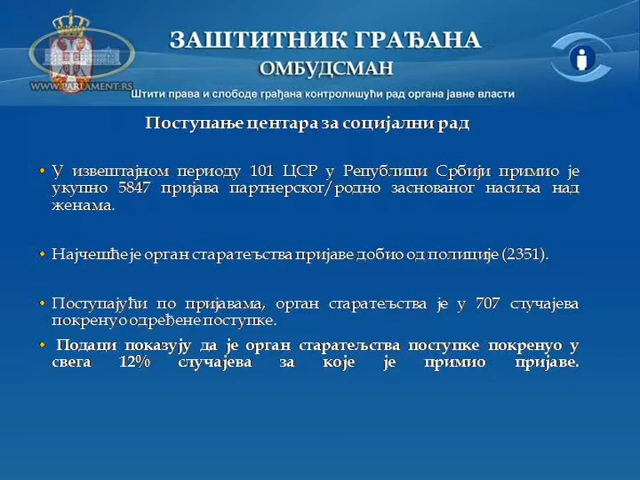 ЗАШТИТНИК ГРАЂАНА
ОМБУДСМАН
WWW.PARLAMENT.RS
Штити права и слободе грађана контролишући рад органа јавне власти
Поступање центара за социјални рад
• У извештајном периоду 101 ЦСР у Републици Србији примио је
укупно 5847 пријава партнерског/родно заснованог насиља над
женама.
• Најчешће је орган старатељства пријаве добио од полиције (2351).
• Поступајући по пријавама, орган старатељства је у 707 случајева
покренуо одређене поступке.
• Подаци показују да је орган старатељства поступке покренуо у
свега 12% случајева за које је примио пријаве.